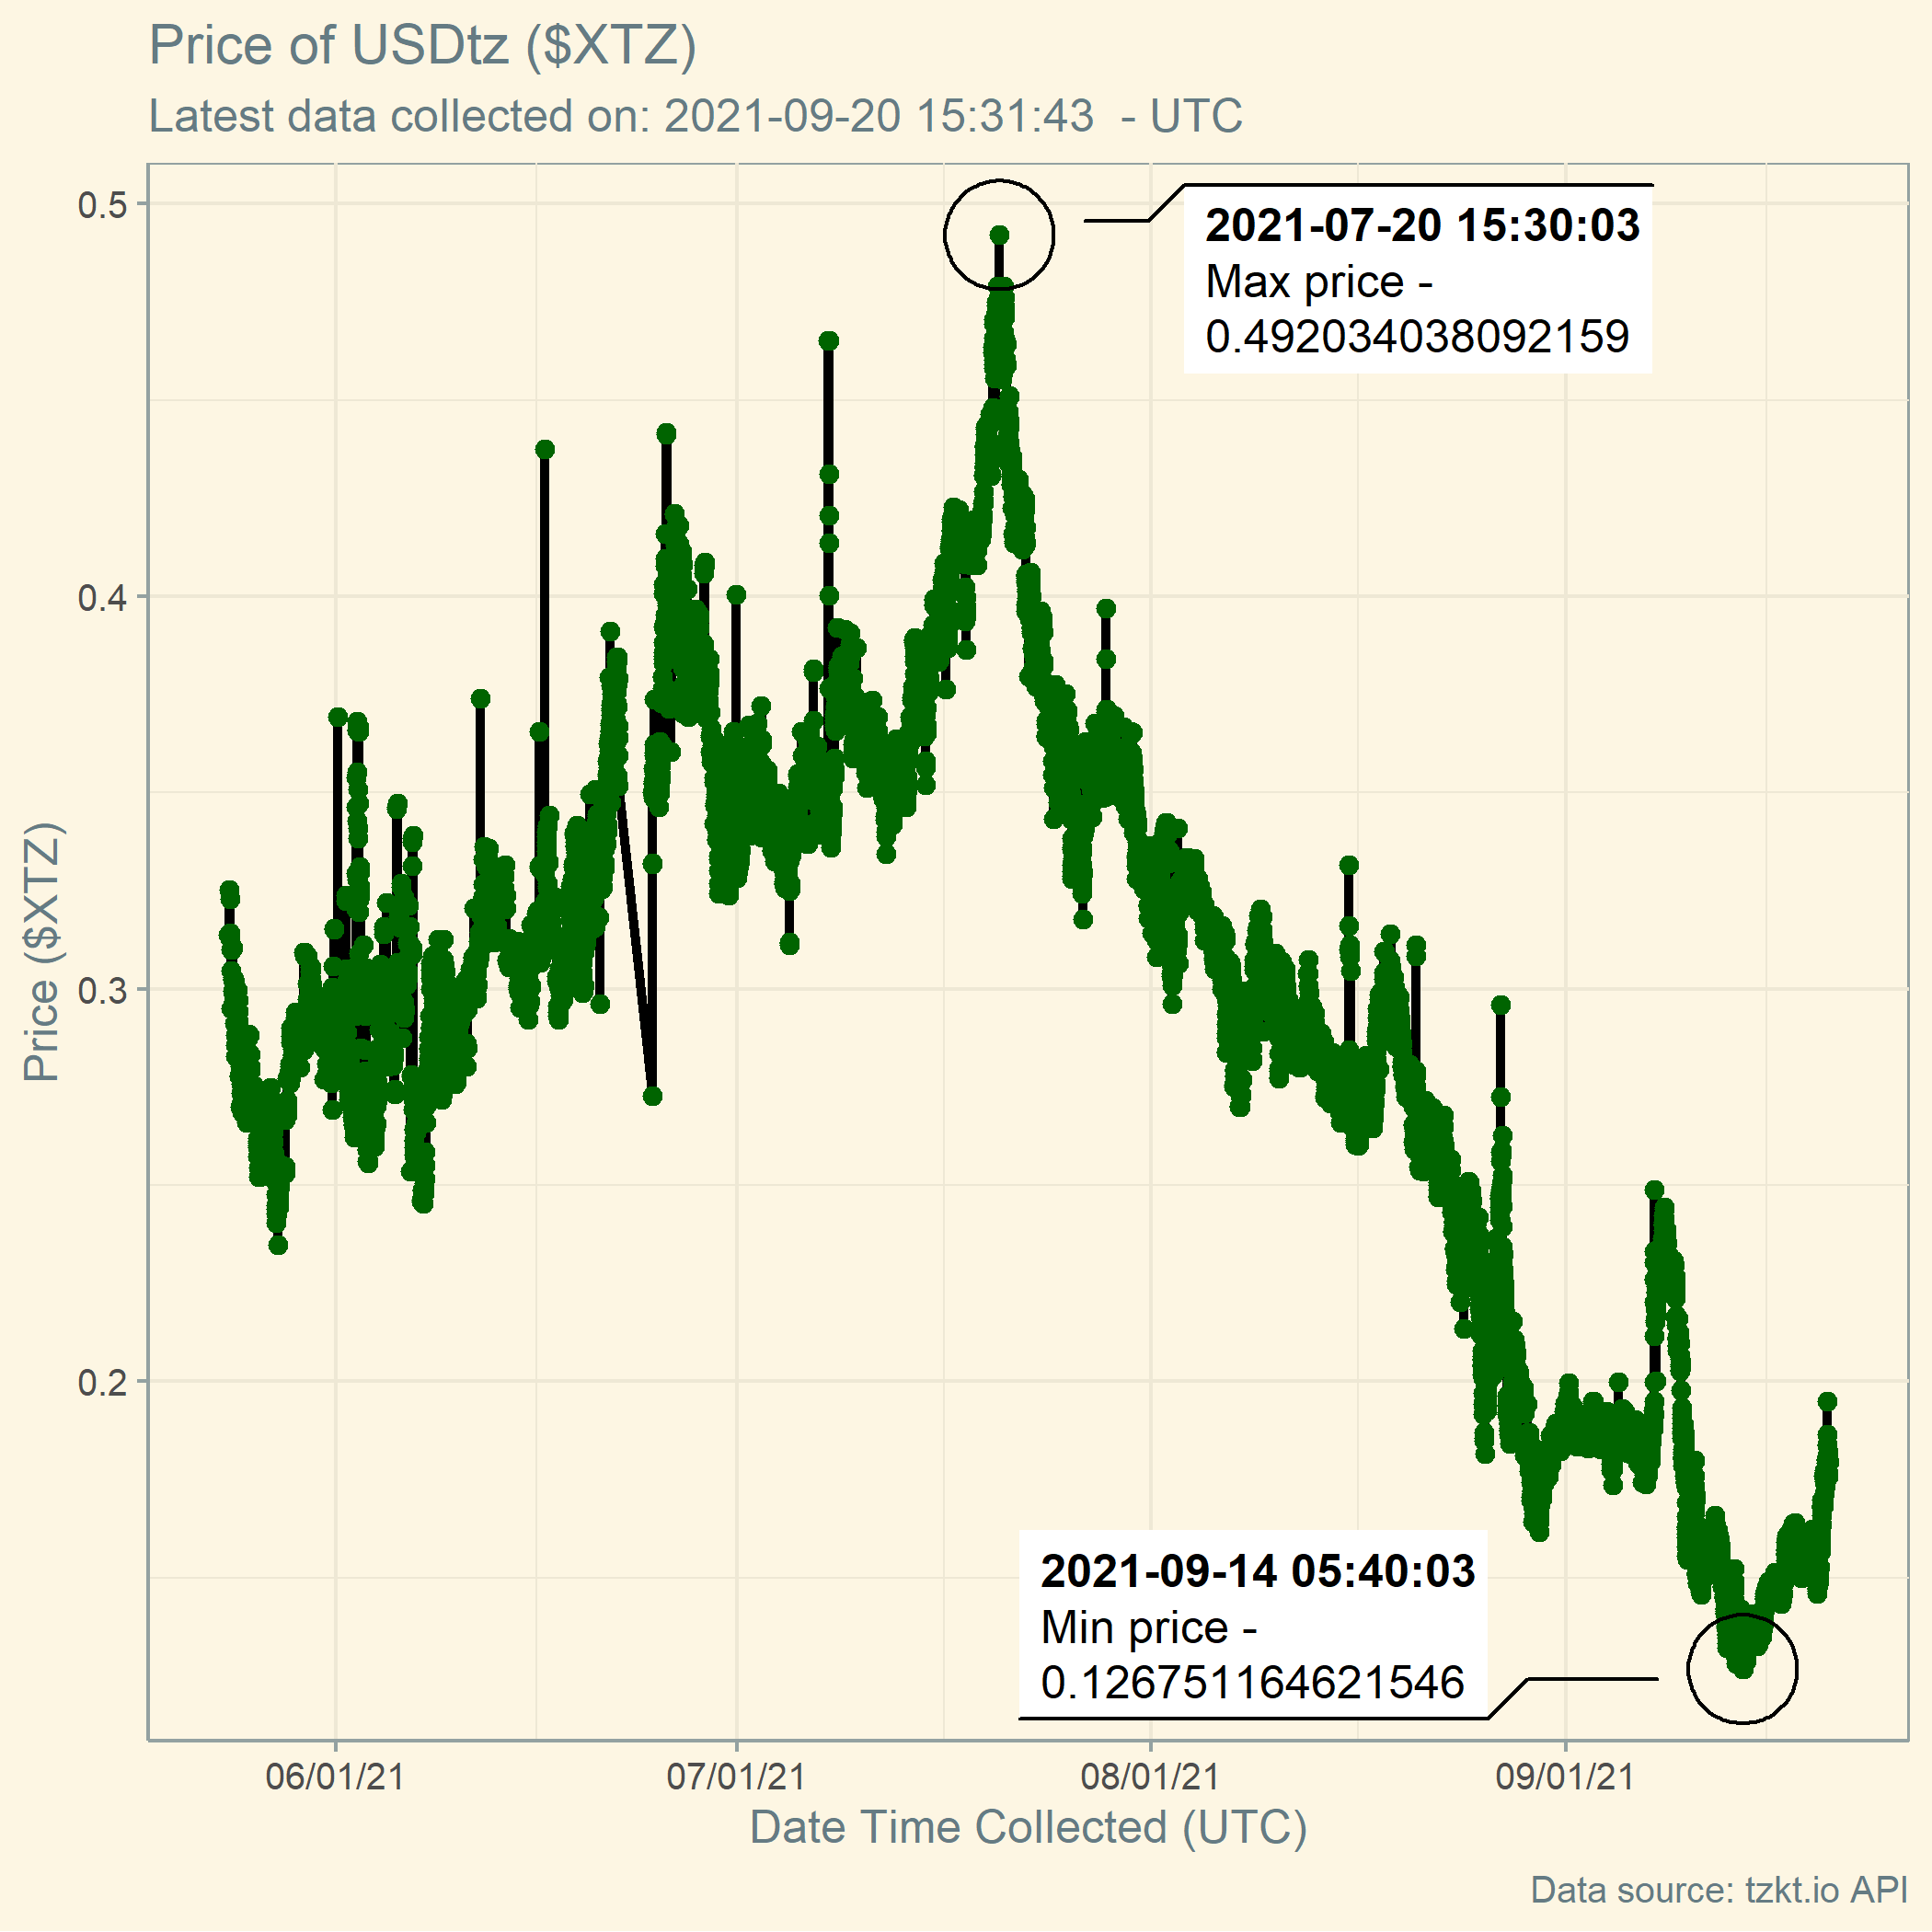 Price of USDtz ($XTZ)
Latest data collected on: 2021-09-20 15:31:43  - UTC
0.5
0.4
0.3
0.2
Price ($XTZ)
2021-07-20 15:30:03
Max price -
0.492034038092159
2021-09-14 05:40:03
Min price -
0.126751164621546
06/01/21
07/01/21
08/01/21
09/01/21
Date Time Collected (UTC)
Data source: tzkt.io API